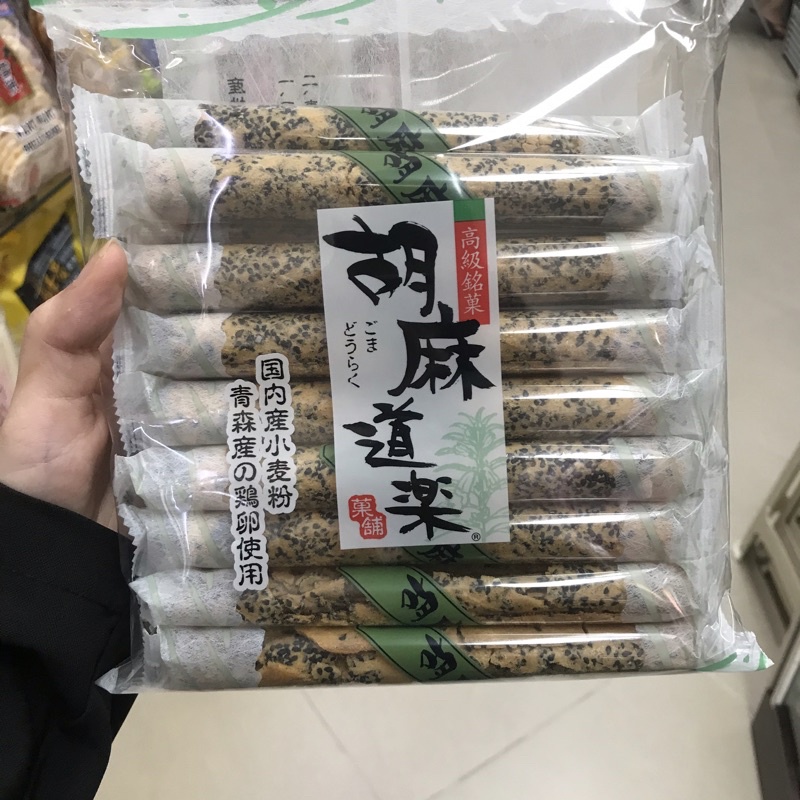 高級銘菓
胡麻道楽®
ごま
どうらく
菓舗
国内産小麦粉
青森産の鶏卵使用